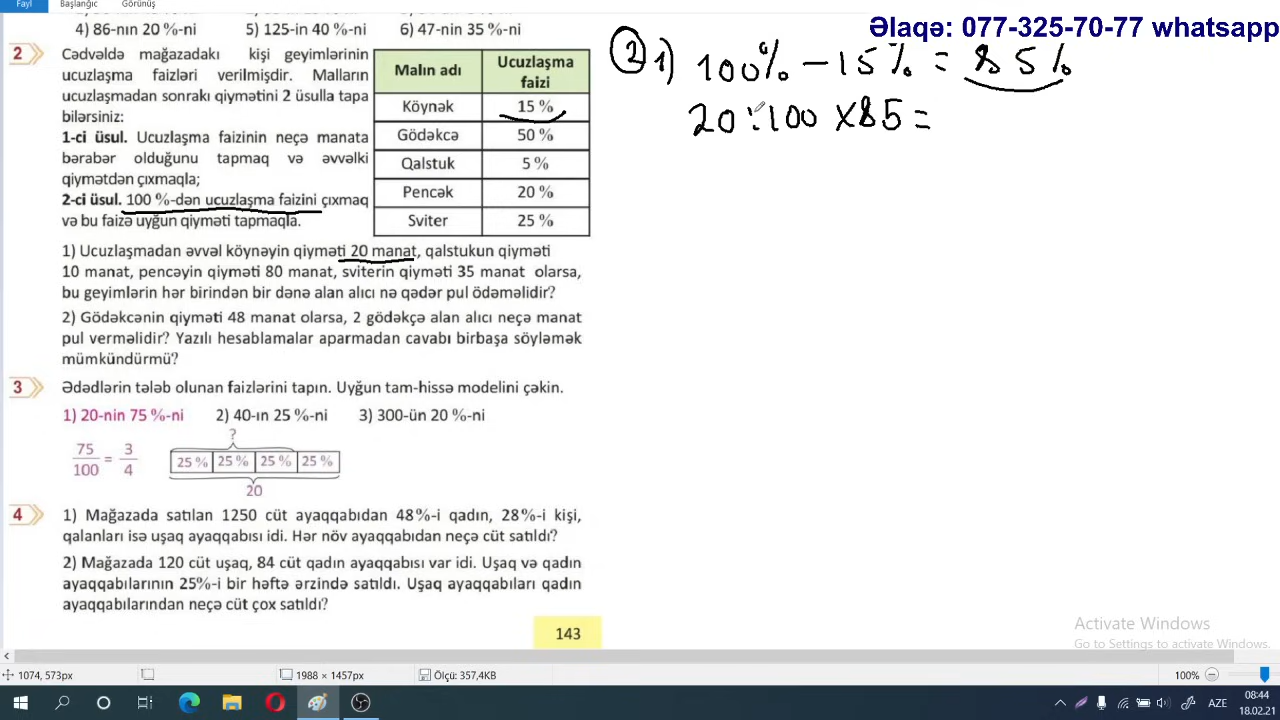 Fayl Başlanğıc Görünüş
4) 86-nın 20 %-ni 5) 125-in 40 %-ni 6) 47-nin 35 %-ni
Əlaqə: 077-325-70-77 whatsapp
2 Cədvəldə mağazadakı kişi geyimlərinin
ucuzlaşma faizləri verilmişdir. Malların
ucuzlaşmadan sonrakı qiymətini 2 üsulla tapa
bilərsiniz:
1-ci üsul. Ucuzlaşma faizinin neçə manata
bərabər olduğunu tapmaq və əvvəlki
qiymətdən çıxmaqla;
2-ci üsul. 100 %-dən ucuzlaşma faizini çıxmaq
və bu faizə uyğun qiyməti tapmaqla.
Malın adı Ucuzlaşma
faizi
Köynək 15 %
Gödəkcə 50 %
Qalstuk 5 %
Pencək 20 %
Sviter 25 %
1) Ucuzlaşmadan əvvəl köynəyin qiyməti 20 manat, qalstukun qiyməti
10 manat, pencəyin qiyməti 80 manat, sviterin qiyməti 35 manat olarsa,
bu geyimlərin hər birindən bir dənə alan alıcı nə qədər pul ödəməlidir?
2) Gödəkcənin qiyməti 48 manat olarsa, 2 gödəkçə alan alıcı neçə manat
pul verməlidir? Yazılı hesablamalar aparmadan cavabı birbaşa söyləmək
mümkündürmü?
3 Ədədlərin tələb olunan faizlərini tapın. Uyğun tam-hissə modelini çəkin.
1) 20-nin 75 %-ni 2) 40-ın 25 %-ni 3) 300-ün 20 %-ni
75/100 = 3/4
?
25 % 25 % 25 % 25 %
20
4 1) Mağazada satılan 1250 cüt ayaqqabıdan 48%-i qadın, 28%-i kişi,
qalanları isə uşaq ayaqqabısı idi. Hər növ ayaqqabıdan neçə cüt satıldı?
2) Mağazada 120 cüt uşaq, 84 cüt qadın ayaqqabısı var idi. Uşaq və qadın
ayaqqabılarının 25%-i bir həftə ərzində satıldı. Uşaq ayaqqabıları qadın
ayaqqabılarından neçə cüt çox satıldı?
143
2 1) 100% - 15% = 85%
20:100 x 85 =
Activate Windows
Go to Settings to activate Windows.
1074, 573px 1988 × 1457px Ölçü: 357,4KB 100%
AZE 08:44
18.02.21